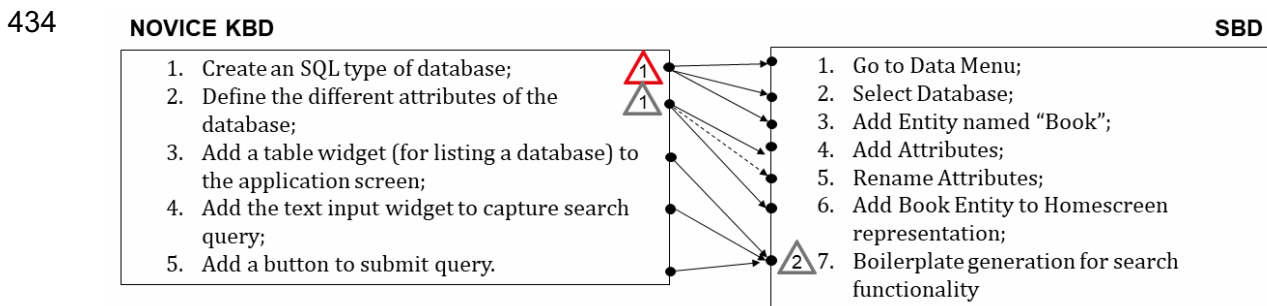 434
NOVICE KBD
SBD
1. Create an SQL type of database;
2. Define the different attributes of the
database;
3. Add a table widget (for listing a database) to
the application screen;
4. Add the text input widget to capture search
query;
5. Add a button to submit query.
1
1
1. Go to Data Menu;
2. Select Database;
3. Add Entity named “Book”;
4. Add Attributes;
5. Rename Attributes;
6. Add Book Entity to Homescreen
representation;
2
7. Boilerplate generation for search
functionality